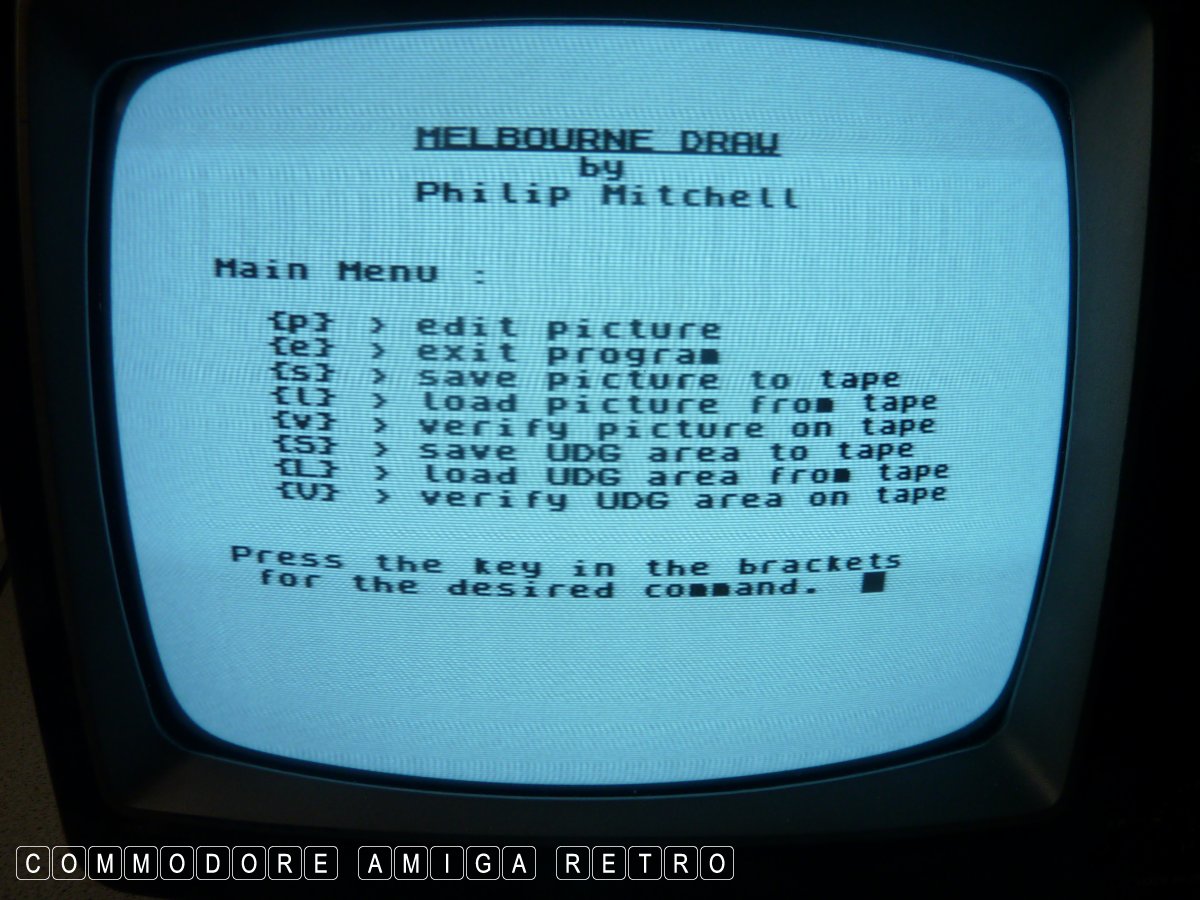 MELBOURNE DRAW
by
Philip Mitchell
Main Menu :
{p} > edit picture
{e} > exit program
{s} > save picture to tape
{l} > load picture from tape
{v} > verify picture on tape
{S} > save UDG area to tape
{L} > load UDG area from tape
{V} > verify UDG area on tape
Press the key in the brackets
for the desired command.
COMMODORE AMIGA RETRO